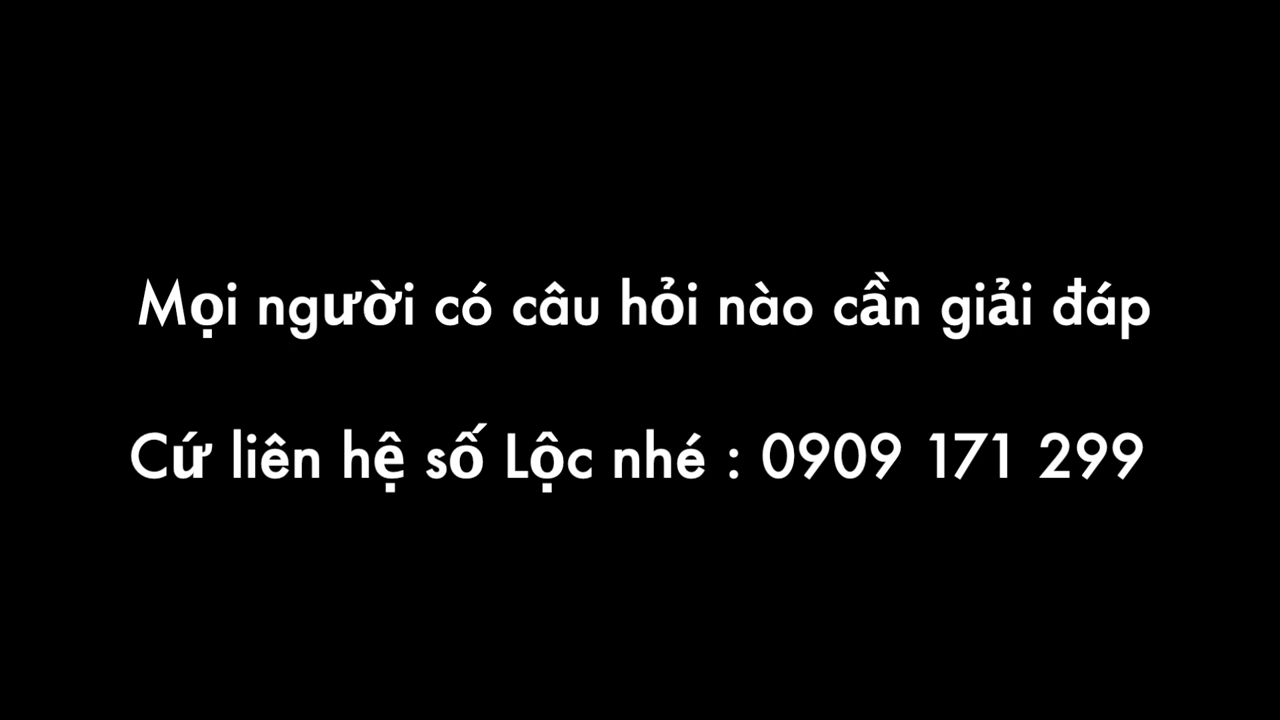 Mọi người có câu hỏi nào cần giải đáp
Cứ liên hệ số Lộc nhé : 0909 171 299